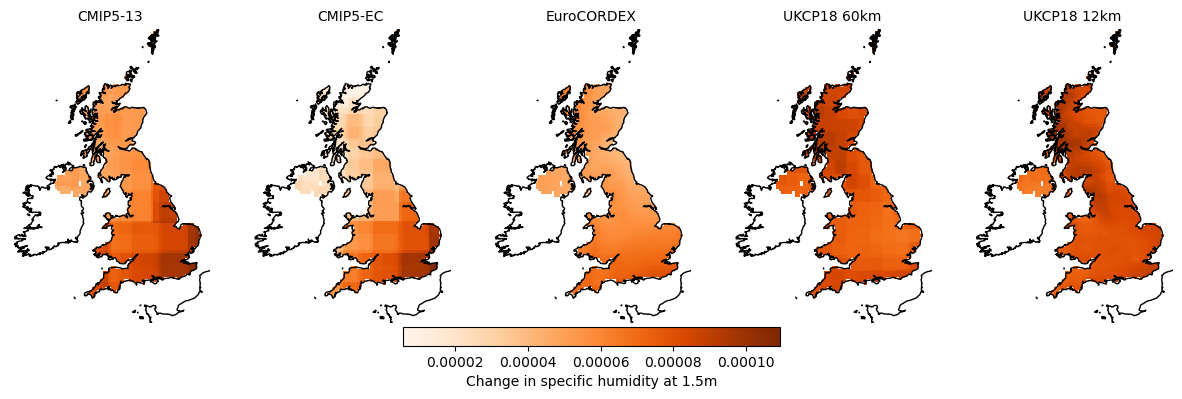 CMIP5-13
CMIP5-EC
EuroCORDEX
UKCP18 60km
UKCP18 12km
0.00002 0.00004 0.00006 0.00008 0.00010
Change in specific humidity at 1.5m